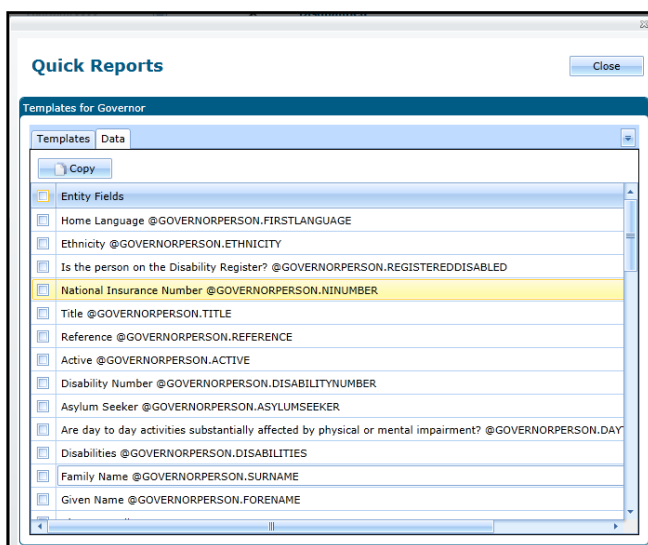 Quick Reports
Close
Templates for Governor
Templates Data
Copy
Entity Fields
Home Language @GOVERNORPERSON.FIRSTLANGUAGE
Ethnicity @GOVERNORPERSON.ETHNICITY
Is the person on the Disability Register? @GOVERNORPERSON.REGISTEREDDISABLED
National Insurance Number @GOVERNORPERSON.NINUMBER
Title @GOVERNORPERSON.TITLE
Reference @GOVERNORPERSON.REFERENCE
Active @GOVERNORPERSON.ACTIVE
Disability Number @GOVERNORPERSON.DISABILITYNUMBER
Asylum Seeker @GOVERNORPERSON.ASYLUMSEEKER
Are day to day activities substantially affected by physical or mental impairment? @GOVERNORPERSON.DAY
Disabilities @GOVERNORPERSON.DISABILITIES
Family Name @GOVERNORPERSON.SURNAME
Given Name @GOVERNORPERSON.FORENAME